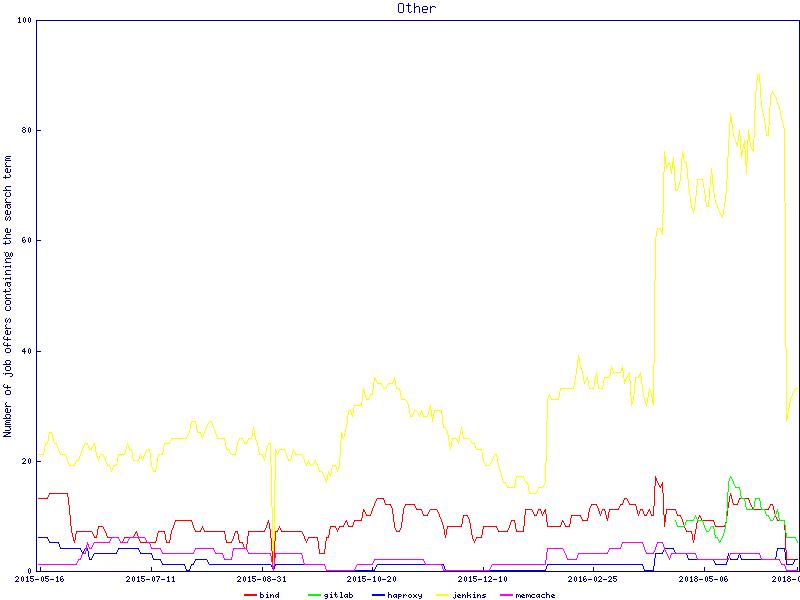 Other
Number of job offers containing the search term
100
80
60
40
20
0
2015-05-16 2015-07-11 2015-08-31 2015-10-20 2015-12-10 2016-02-25 2018-05-06 2018-0
bind gitlab haproxy jenkins memcache